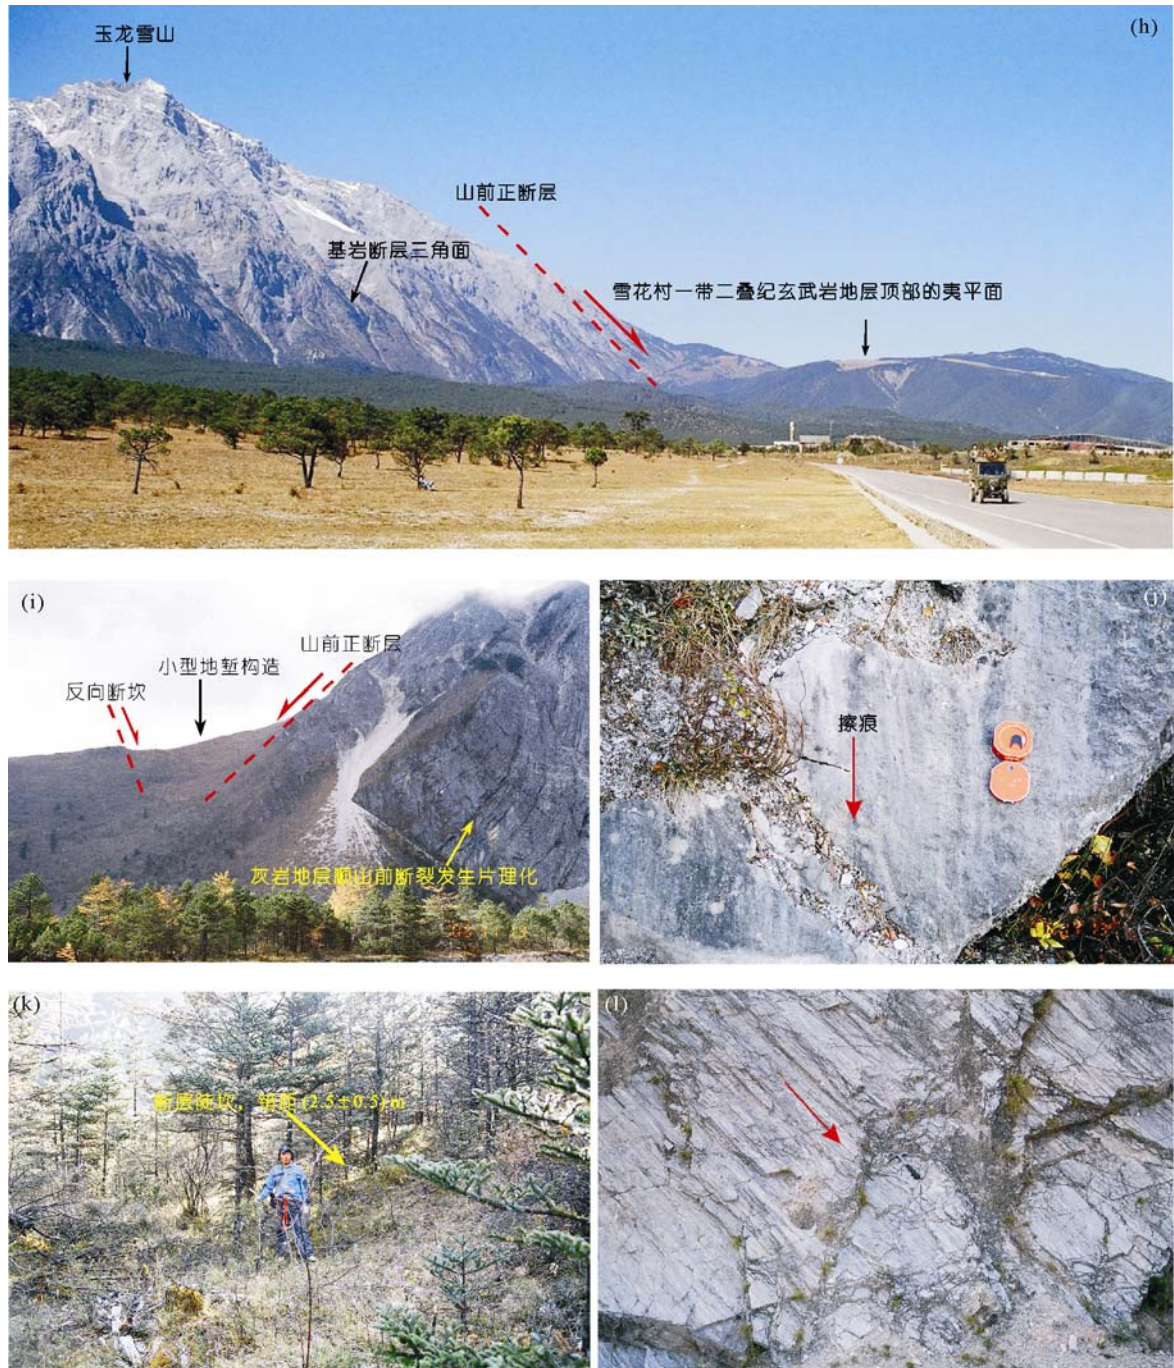 (h)
玉龙雪山
山前正断层
基岩断层三角面
雪花村一带二叠纪玄武岩地层顶部的夷平面
(i)
山前正断层
小型地堑构造
反向断坎
灰岩地层顺山前断裂发生片理化
(j)
擦痕
(k)
断层陡坎, 错距 (2.5±0.5) m
(l)